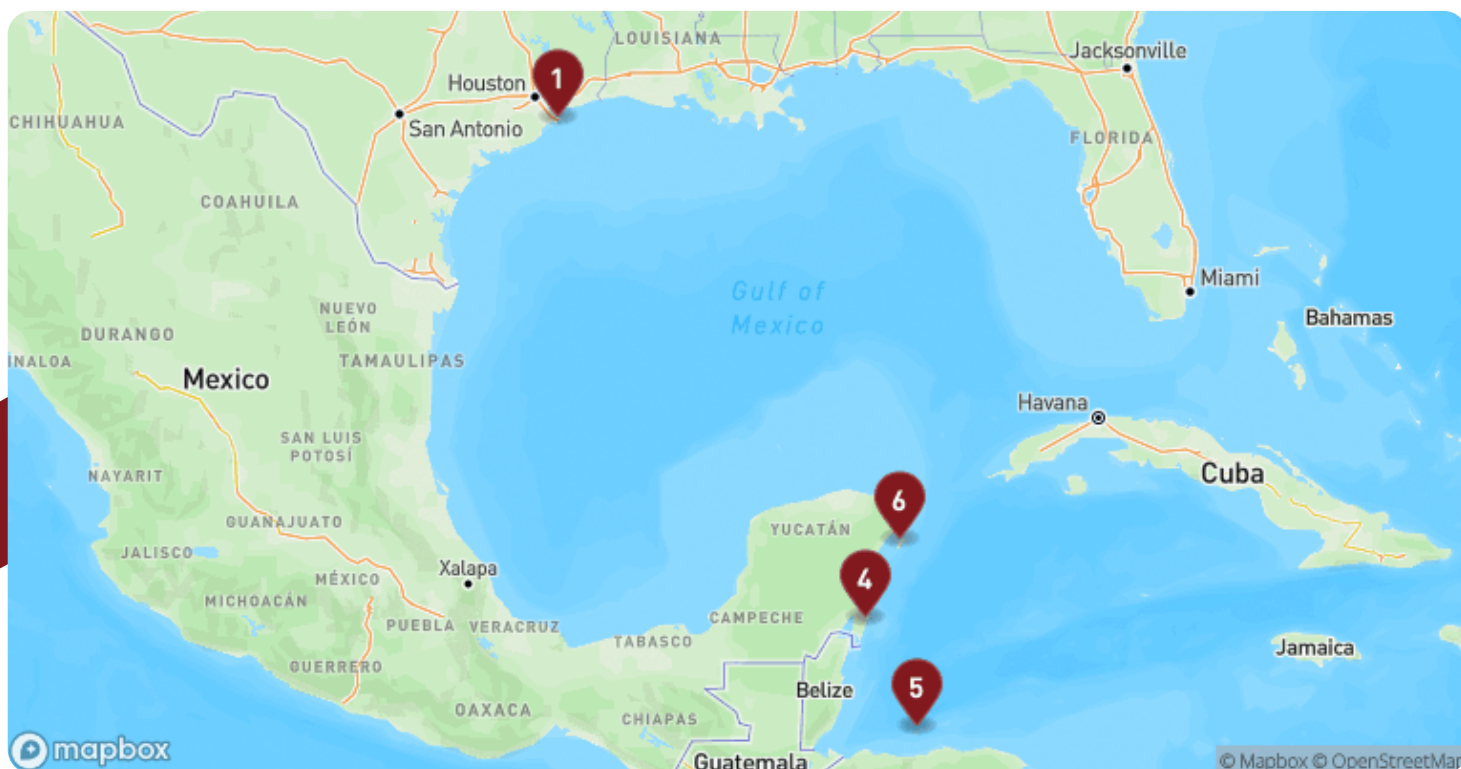 LOUISIANA
Jacksonville
Houston
1
CHIHUAHUA
San Antonio
FLORIDA
COAHUILA
Miami
Gulf of
Mexico
NUEVO
LEÓN
Bahamas
DURANGO
INALOA
TAMAULIPAS
Mexico
Havana
SAN LUIS
POTOSÍ
NAYARIT
Cuba
6
GUANAJUATO
YUCATÁN
JALISCO
Xalapa
MÉXICO
4
MICHOACÁN
CAMPECHE
PUEBLA
VERACRUZ
TABASCO
Jamaica
GUERRERO
Belize
5
OAXACA
CHIAPAS
mapbox
Guatemala
© Mapbox © OpenStreetMap